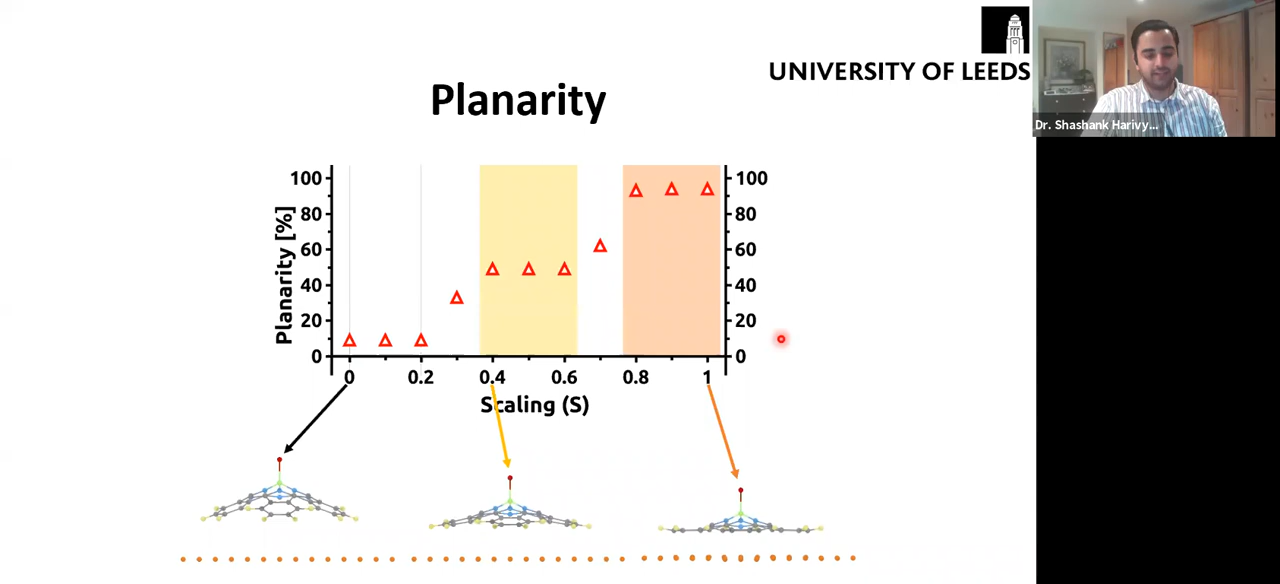 UNIVERSITY OF LEEDS
Dr. Shashank Harivy...
Planarity
Planarity [%]
100
80
60
40
20
0
100
80
60
40
20
0
0 0.2 0.4 0.6 0.8 1
Scaling (S)